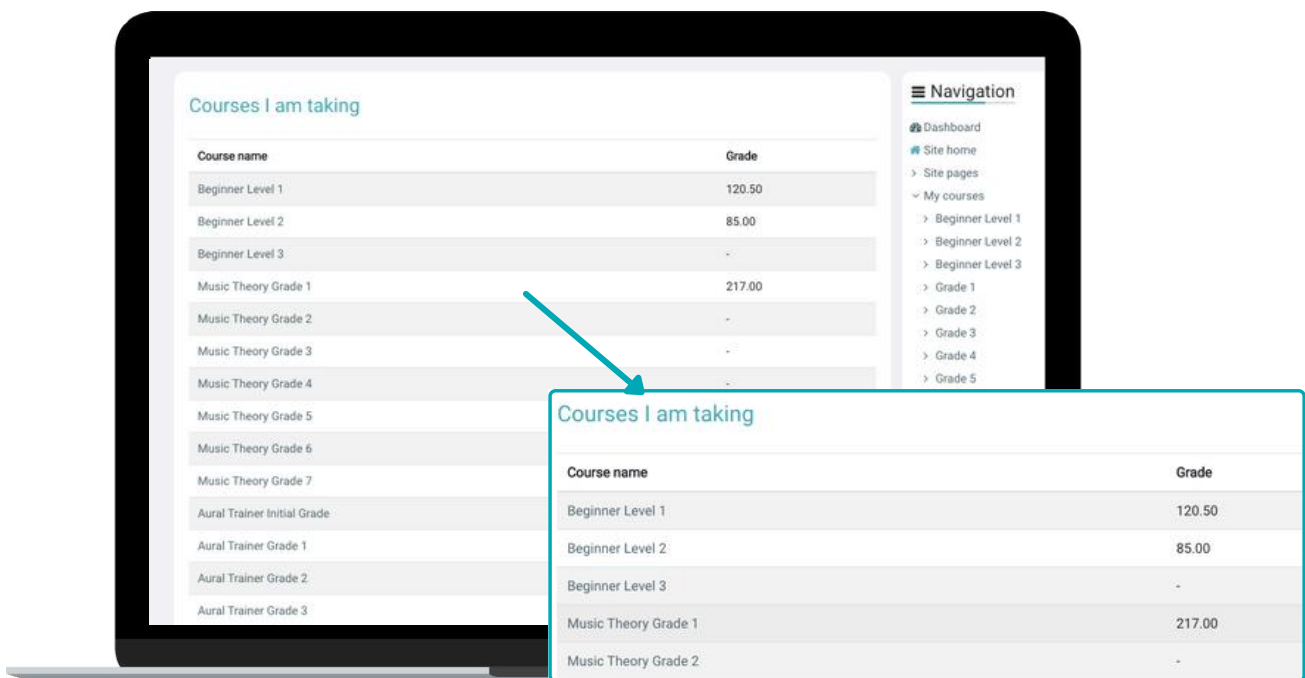 Courses I am taking
Course name Grade
Beginner Level 1 120.50
Beginner Level 2 85.00
Beginner Level 3 -
Music Theory Grade 1 217.00
Music Theory Grade 2 -
Music Theory Grade 3 -
Music Theory Grade 4 -
Music Theory Grade 5
Music Theory Grade 6
Music Theory Grade 7
Aural Trainer Initial Grade
Aural Trainer Grade 1
Aural Trainer Grade 2
Aural Trainer Grade 3
Navigation
Dashboard
Site home
Site pages
My courses
Beginner Level 1
Beginner Level 2
Beginner Level 3
Grade 1
Grade 2
Grade 3
Grade 4
Grade 5
Courses I am taking
Course name Grade
Beginner Level 1 120.50
Beginner Level 2 85.00
Beginner Level 3 -
Music Theory Grade 1 217.00
Music Theory Grade 2 -